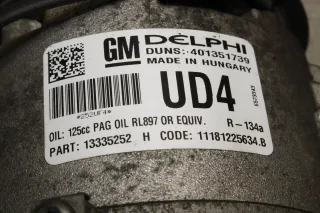 GM DELPHI
DUNS: 401351739
MADE IN HUNGARY
UD4
*252UF4*
OIL: 125cc PAG OIL RL897 OR EQUIV. R-134a
PART: 13335252 H CODE: 11181225634.B